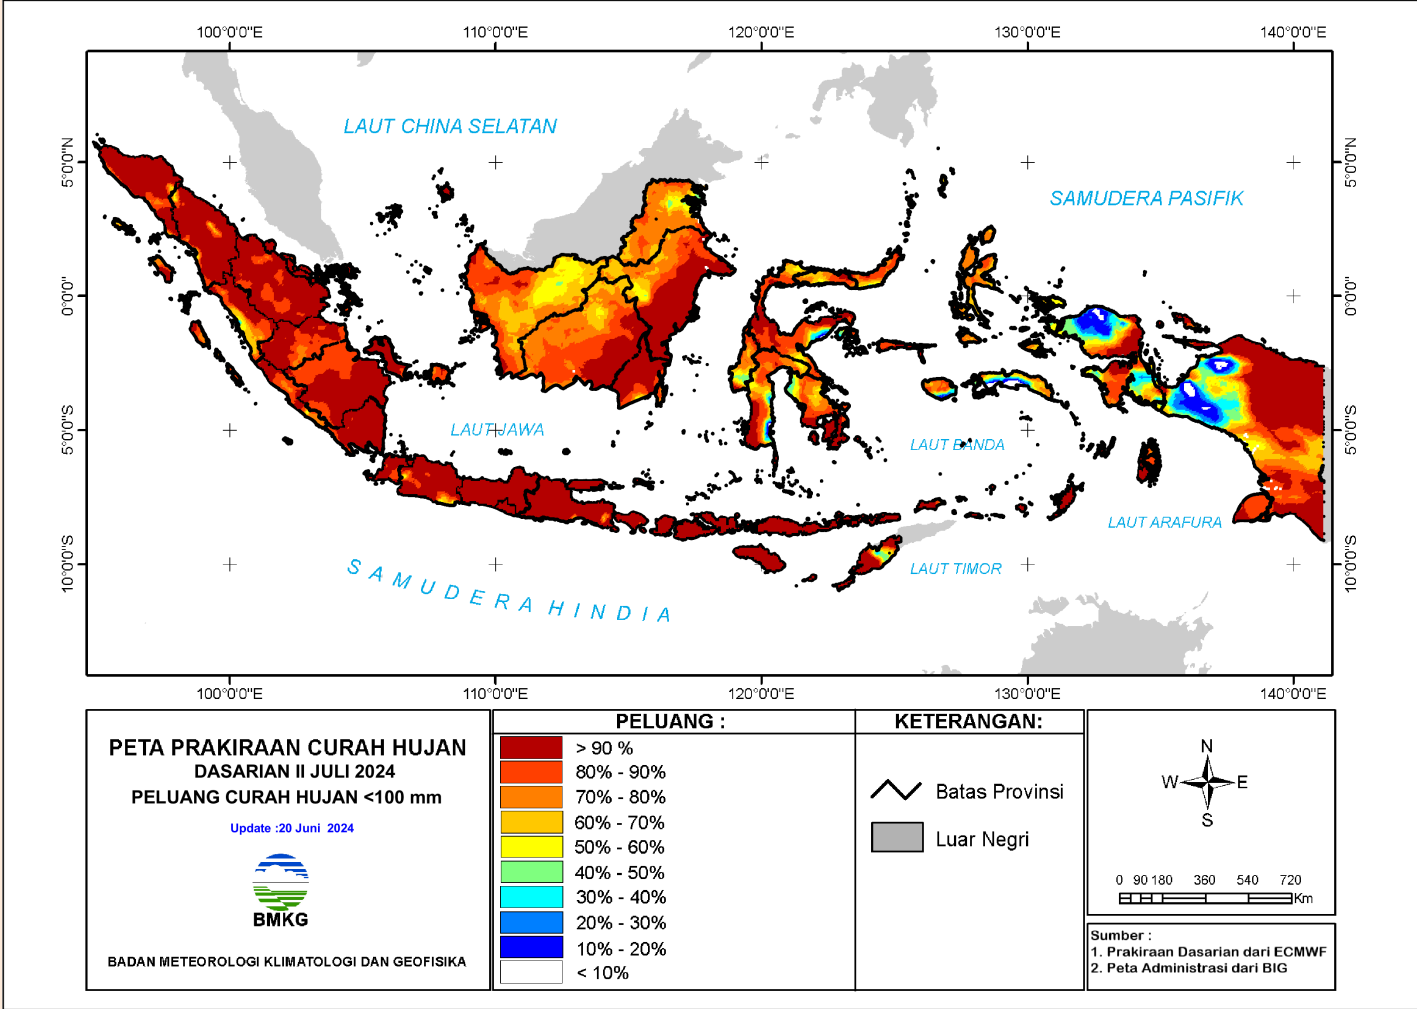 100°0'0"E 110°0'0"E 120°0'0"E 130°0'0"E 140°0'0"E
5°0'0"N 5°0'0"N
0°0'0" 0°0'0"
5°0'0"S 5°0'0"S
10°0'0"S 10°0'0"S
LAUT CHINA SELATAN
SAMUDERA PASIFIK
LAUT JAWA
LAUT BANDA
LAUT ARAFURA
LAUT TIMOR
SAMUDERA HINDIA
100°0'0"E 110°0'0"E 120°0'0"E 130°0'0"E 140°0'0"E
PETA PRAKIRAAN CURAH HUJAN
DASARIAN II JULI 2024
PELUANG CURAH HUJAN <100 mm
Update :20 Juni 2024
BMKG
BADAN METEOROLOGI KLIMATOLOGI DAN GEOFISIKA
PELUANG :
> 90 %
80% - 90%
70% - 80%
60% - 70%
50% - 60%
40% - 50%
30% - 40%
20% - 30%
10% - 20%
< 10%
KETERANGAN:
Batas Provinsi
Luar Negri
N
W E
S
0 90 180 360 540 720
Km
Sumber :
1. Prakiraan Dasarian dari ECMWF
2. Peta Administrasi dari BIG